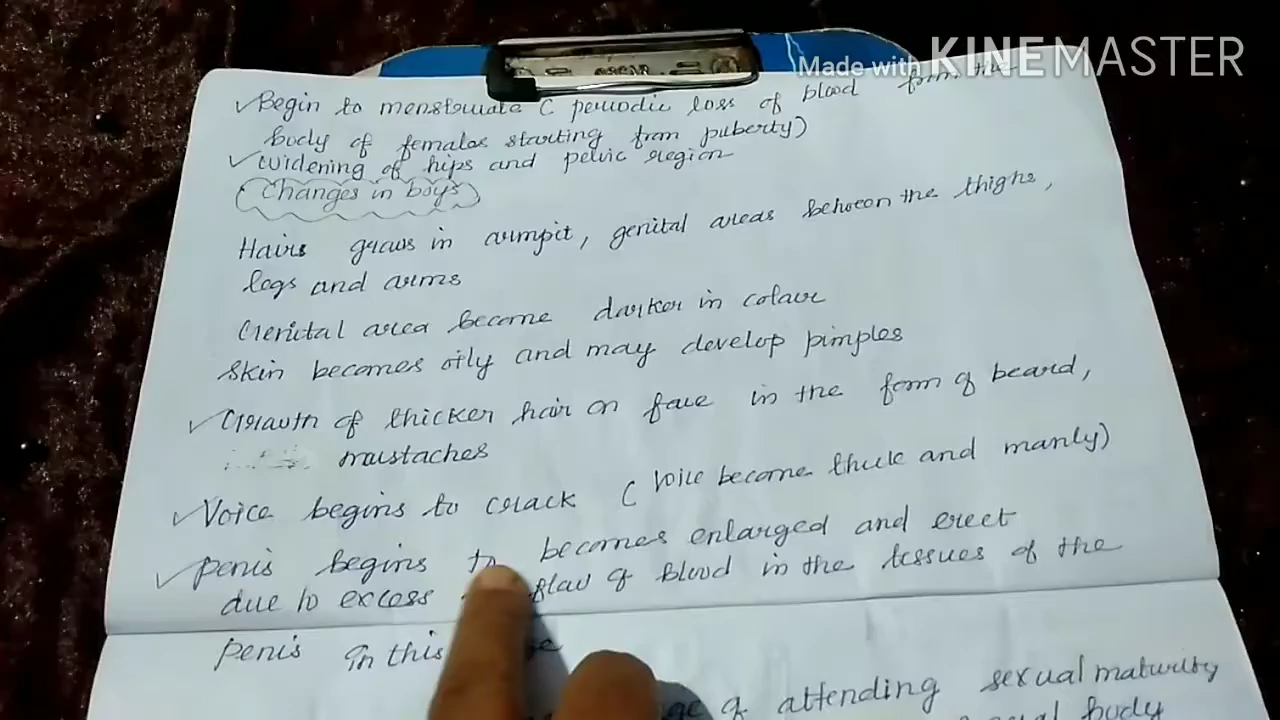 Made with KINEMASTER
OSCAR
✓ Begin to menstruate ( periodic loss of blood form the
body of females starting from puberty)
✓ widening of hips and pelvic region
Changes in boys
Hairs grows in armpit, genital areas between the thighs,
legs and arms
Genital area become darker in colour
Skin becomes oily and may develop pimples
✓ Growth of thicker hair on face in the form of beard,
mustaches
✓ Voice begins to crack ( voice become thick and manly)
✓ penis begins to becomes enlarged and erect
due to excess flow of blood in the tissues of the
penis in this
of attending sexual maturity
body